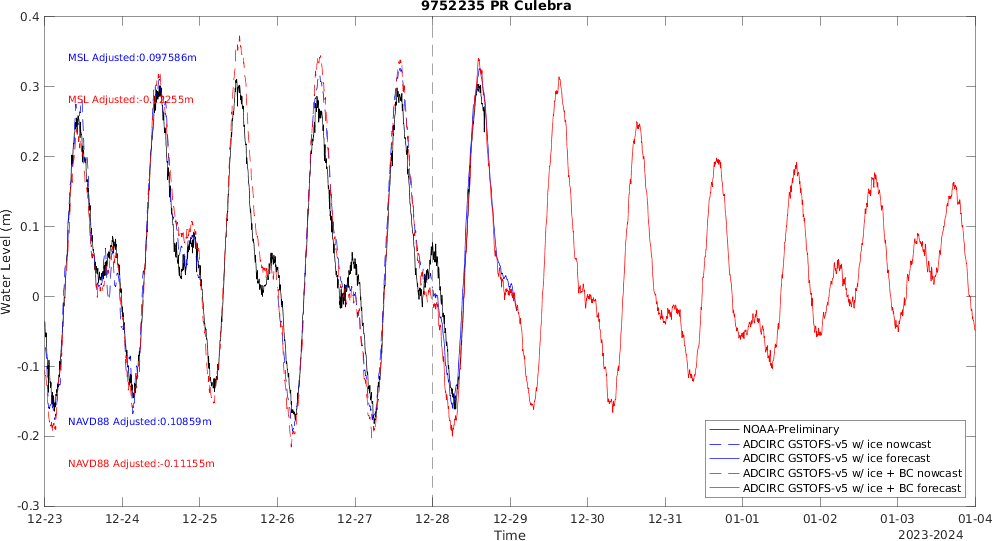 9752235 PR Culebra
Water Level (m)
0.4
0.3
0.2
0.1
0
-0.1
-0.2
-0.3
MSL Adjusted:0.097586m
MSL Adjusted:
NAVD88 Adjusted:0.10859m
NAVD88 Adjusted:-0.11155m
NOAA-Preliminary
ADCIRC GSTOFS-v5 w/ ice nowcast
ADCIRC GSTOFS-v5 w/ ice forecast
ADCIRC GSTOFS-v5 w/ ice + BC nowcast
ADCIRC GSTOFS-v5 w/ ice + BC forecast
12-23 12-24 12-25 12-26 12-27 12-28 12-29 12-30 12-31 01-01 01-02 01-03 01-04
Time
2023-2024